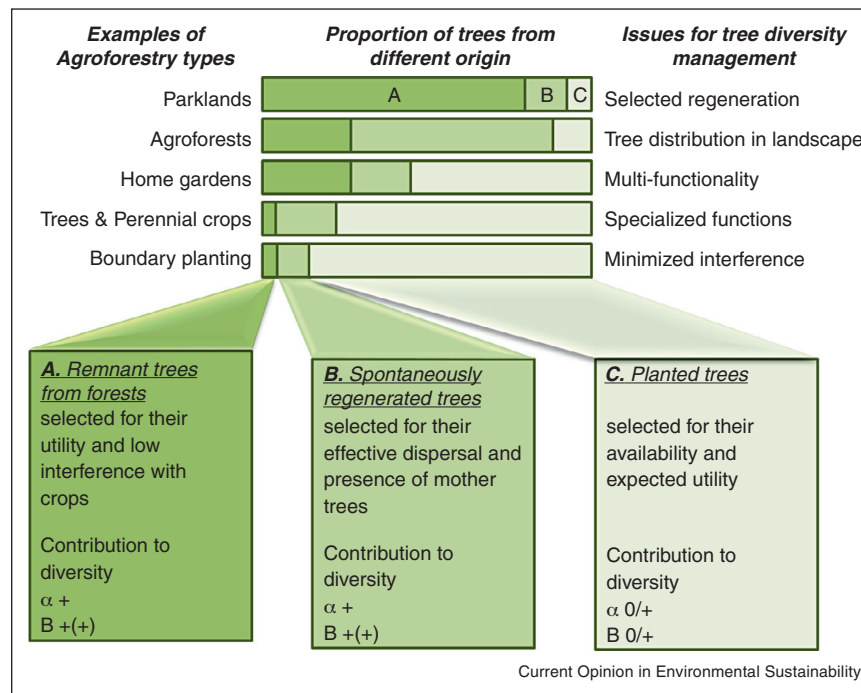 Examples of
Agroforestry types
Proportion of trees from
different origin
Issues for tree diversity
management
Parklands
A
B
C
Selected regeneration
Agroforests
Tree distribution in landscape
Home gardens
Multi-functionality
Trees & Perennial crops
Specialized functions
Boundary planting
Minimized interference
A. Remnant trees
from forests
selected for their
utility and low
interference with
crops
Contribution to
diversity
α +
B +(+)
B. Spontaneously
regenerated trees
selected for their
effective dispersal and
presence of mother
trees
Contribution to
diversity
α +
B +(+)
C. Planted trees
selected for their
availability and
expected utility
Contribution to
diversity
α 0/+
B 0/+
Current Opinion in Environmental Sustainability